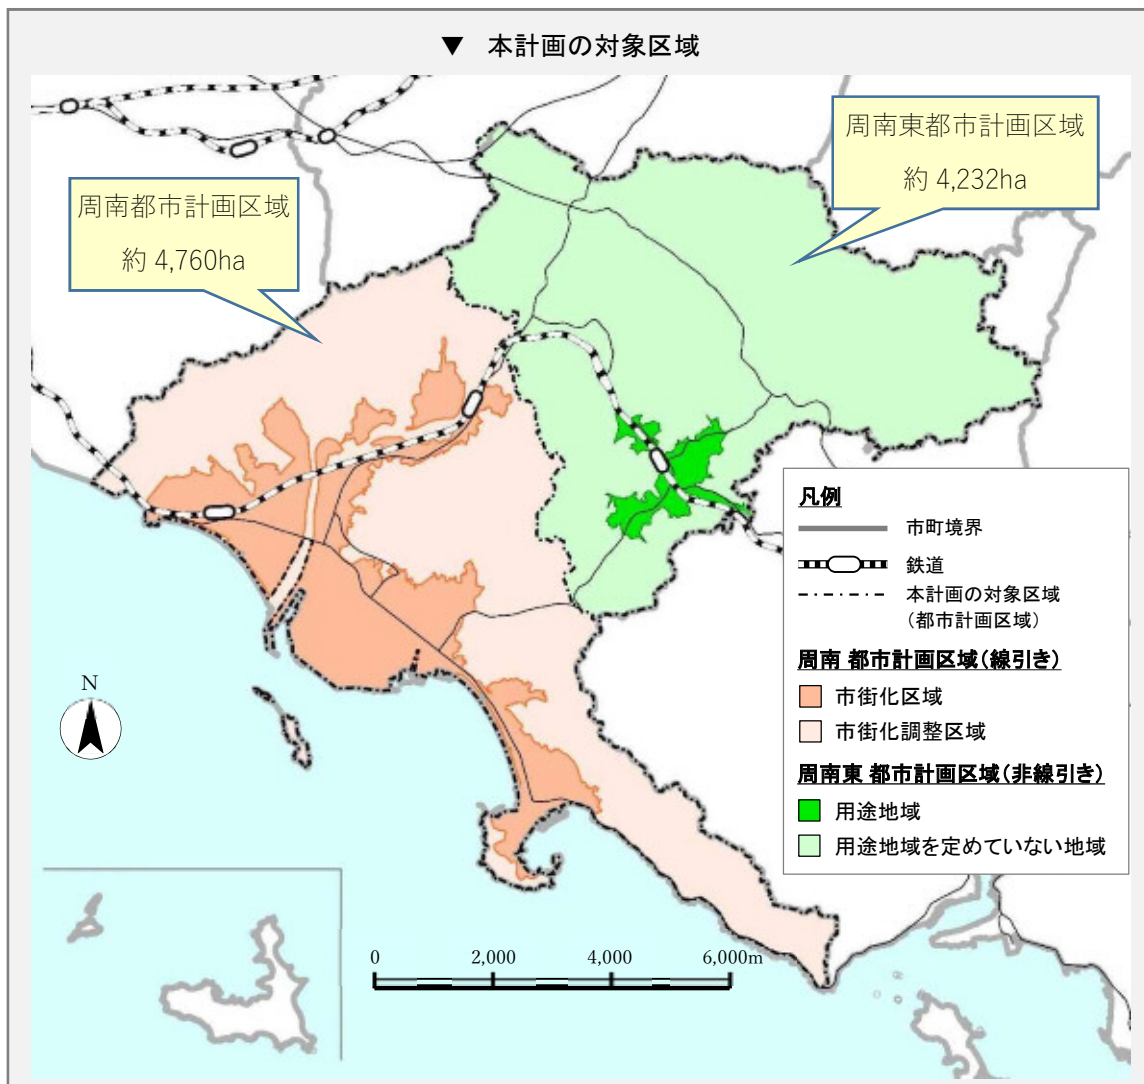 ▼ 本計画の対象区域
周南東都市計画区域
約 4,232ha
周南都市計画区域
約 4,760ha
凡例
市町境界
鉄道
本計画の対象区域
（都市計画区域）
周南 都市計画区域（線引き）
市街化区域
市街化調整区域
周南東 都市計画区域（非線引き）
用途地域
用途地域を定めていない地域
N
0 2,000 4,000 6,000m